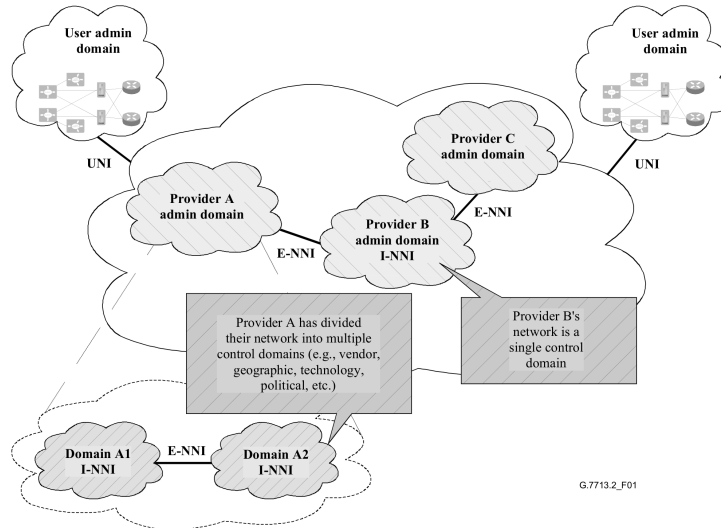 User admin
domain
User admin
domain
UNI
UNI
Provider C
admin domain
Provider A
admin domain
E-NNI
Provider B
admin domain
I-NNI
E-NNI
Provider A has divided
their network into multiple
control domains (e.g., vendor,
geographic, technology,
political, etc.)
Provider B's
network is a
single control
domain
Domain A1
I-NNI
E-NNI
Domain A2
I-NNI
G.7713.2_F01